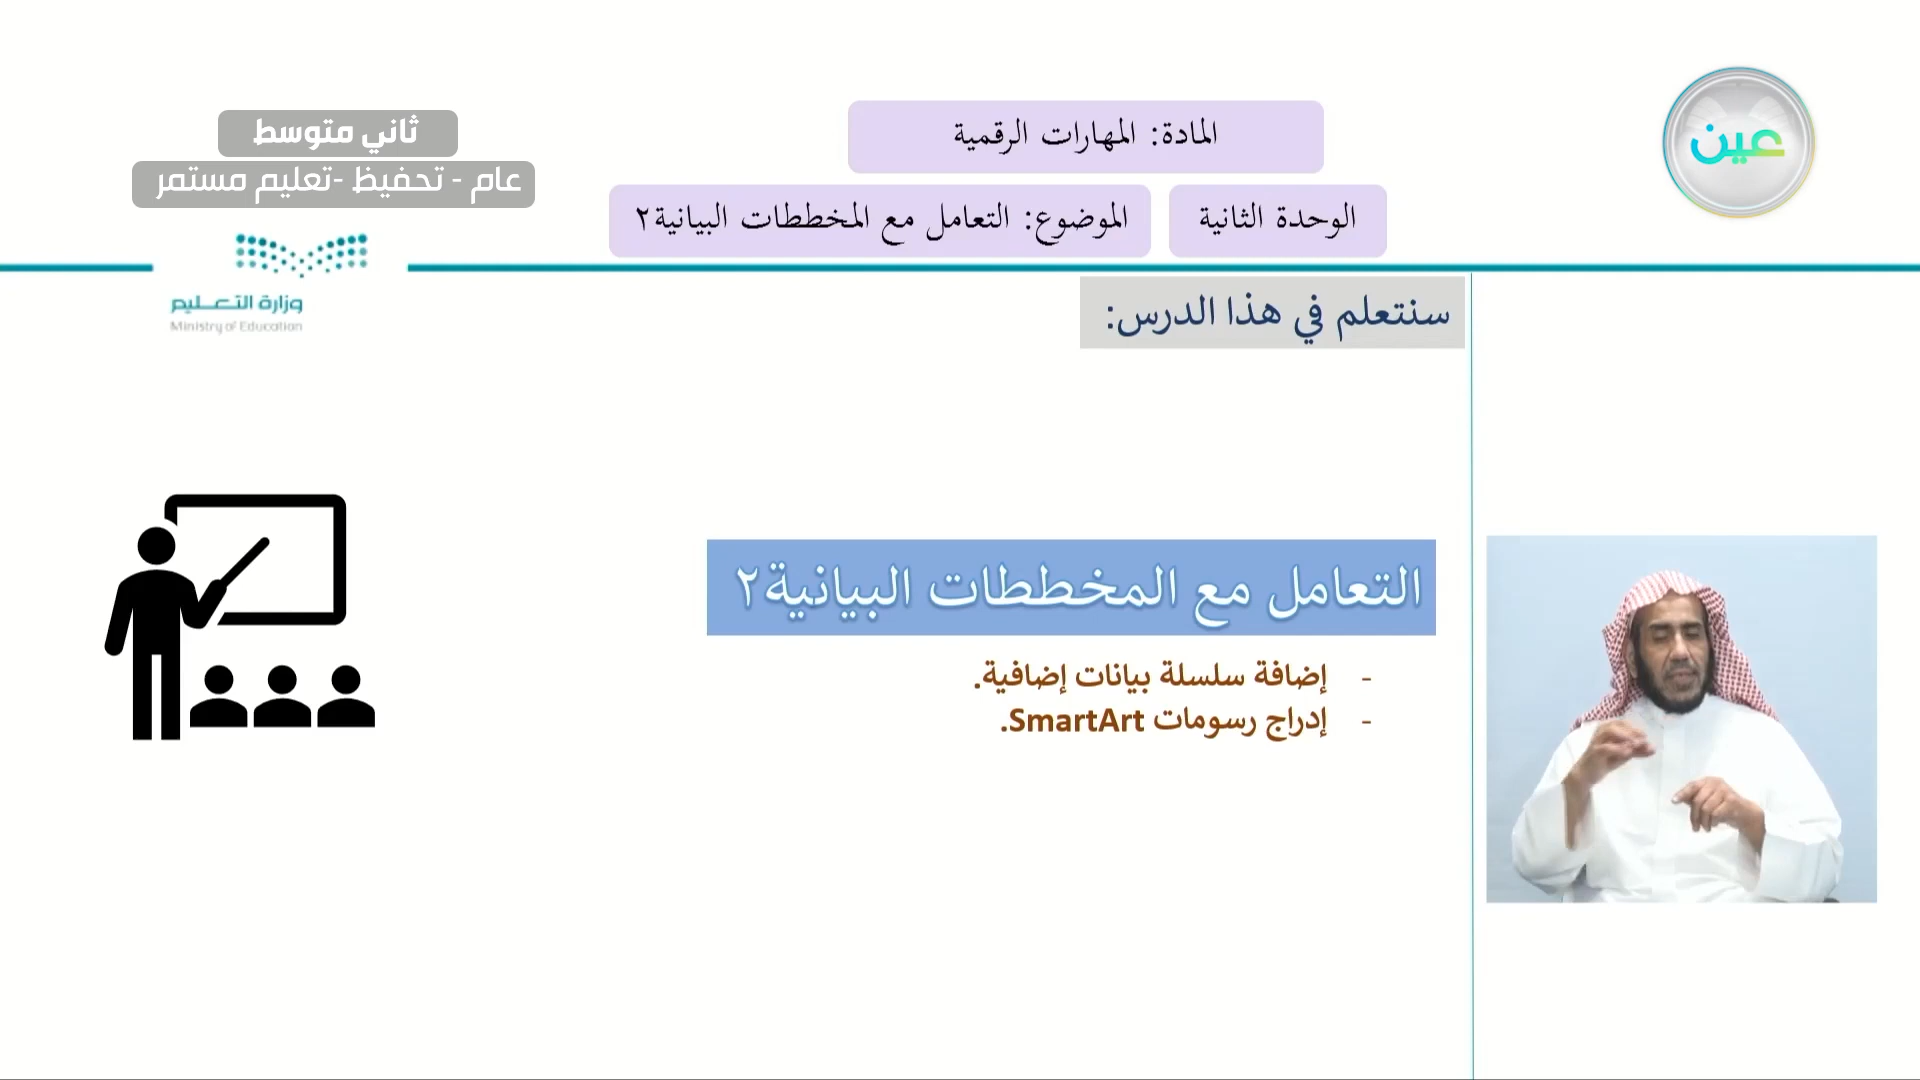 المادة: المهارات الرقمية
عين
ثاني متوسط
عام - تحفيظ -تعليم مستمر
الوحدة الثانية
الموضوع: التعامل مع المخططات البيانية٢
وزارة التعليم
Ministry of Education
سنتعلم في هذا الدرس:
التعامل مع المخططات البيانية٢
- إضافة سلسلة بيانات إضافية.
- إدراج رسومات SmartArt.